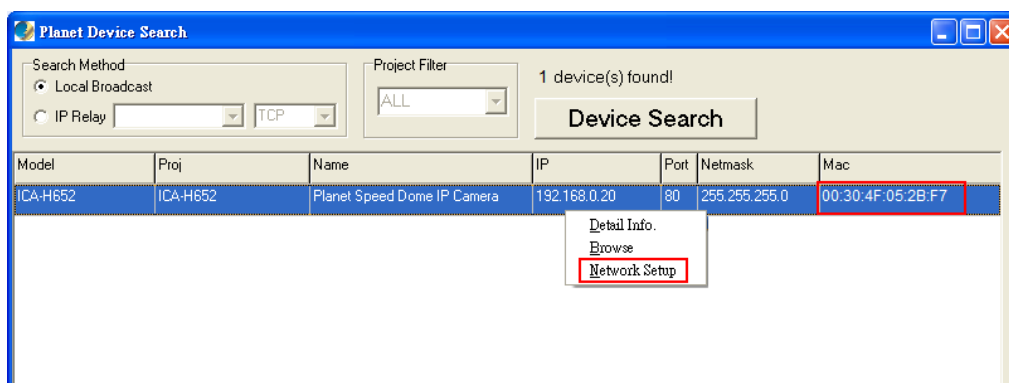 Planet Device Search
Search Method
Local Broadcast
IP Relay TCP
Project Filter
ALL
1 device(s) found!
Device Search
Model Proj Name IP Port Netmask Mac
ICA-H652 ICA-H652 Planet Speed Dome IP Camera 192.168.0.20 80 255.255.255.0 00:30:4F:05:2B:F7
Detail Info.
Browse
Network Setup